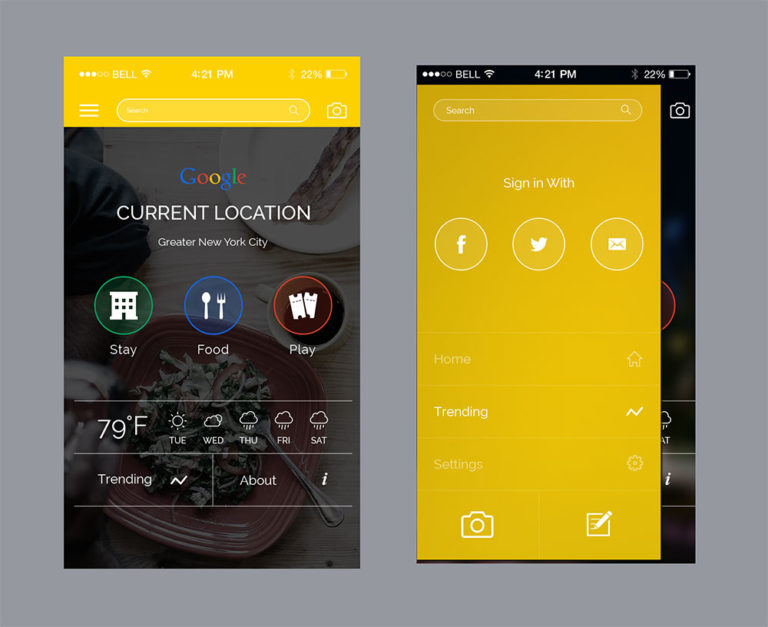 BELL 4:21 PM 22%
Search
Google
CURRENT LOCATION
Greater New York City
Stay Food Play
79°F TUE WED THU FRI SAT
Trending About i
BELL 4:21 PM 22%
Search
Sign in With
f
Home
Trending
AT
Settings
i